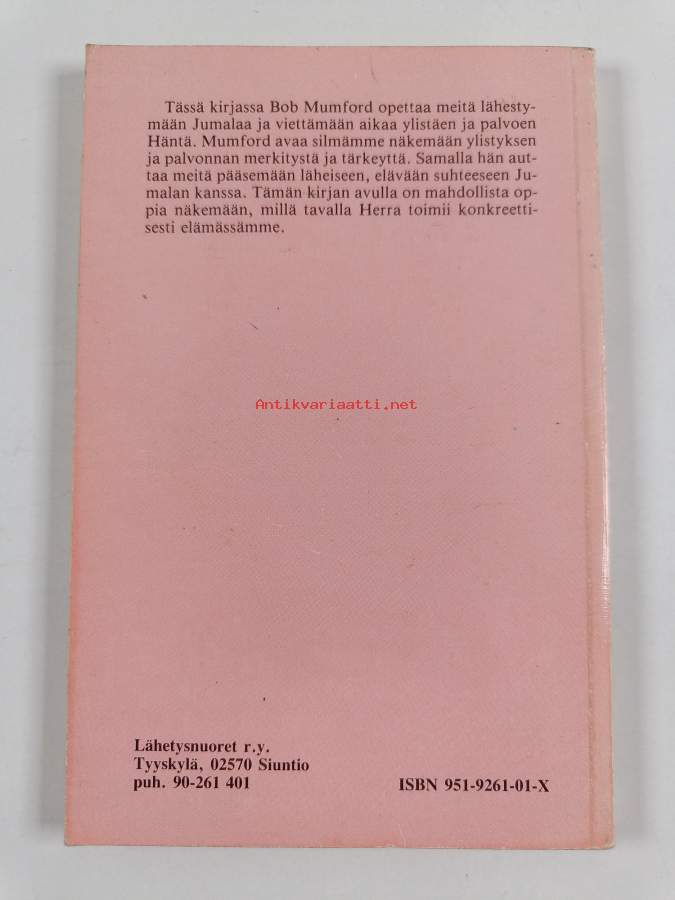 Tässä kirjassa Bob Mumford opettaa meitä lähesty-
mään Jumalaa ja viettämään aikaa ylistäen ja palvoen
Häntä. Mumford avaa silmämme näkemään ylistyksen
ja palvonnan merkitystä ja tärkeyttä. Samalla hän aut-
taa meitä pääsemään läheiseen, elävään suhteeseen Ju-
malan kanssa. Tämän kirjan avulla on mahdollista op-
pia näkemään, millä tavalla Herra toimii konkreetti-
sesti elämässämme.
Antikvariaatti.net
Lähetysnuoret r.y.
Tyyskylä, 02570 Siuntio
puh. 90-261 401
ISBN 951-9261-01-X